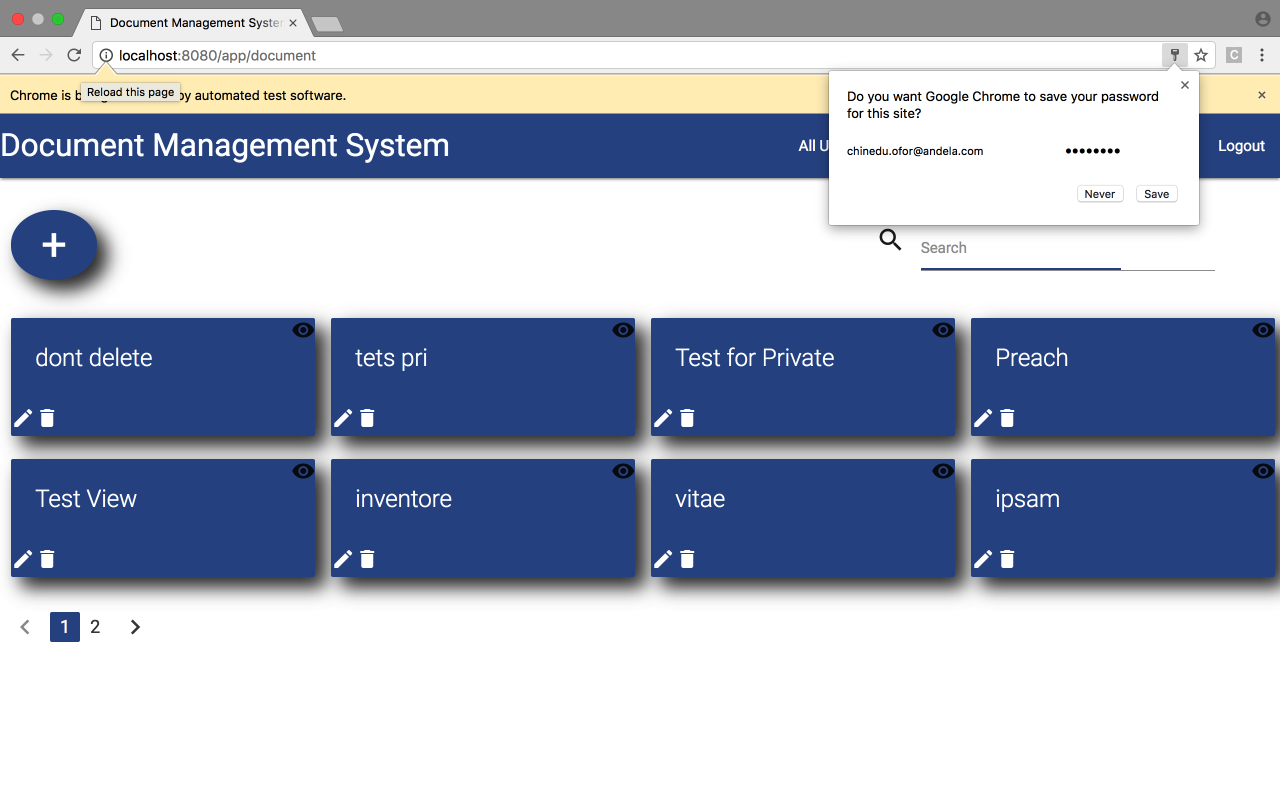 Document Management Syste
localhost:8080/app/document
C
Chrome is b
Reload this page
by automated test software.
Do you want Google Chrome to save your password
for this site?
chinedu.ofor@andela.com
••••••••
Never
Save
Document Management System
All U
Logout
Search
dont delete
tets pri
Test for Private
Preach
Test View
inventore
vitae
ipsam
1
2